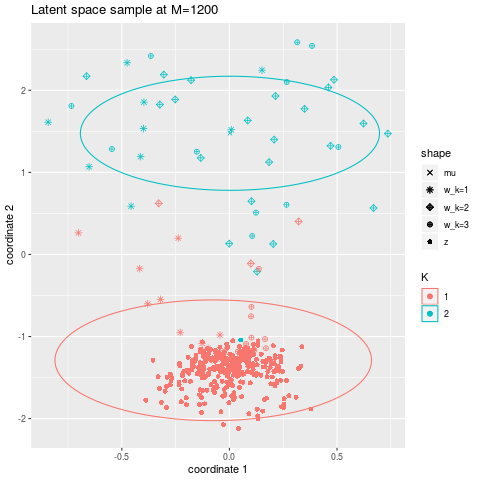 Latent space sample at M=1200
coordinate 2
2
1
0
-1
-2
-0.5
0.0
0.5
coordinate 1
shape
mu
w_k=1
w_k=2
w_k=3
z
K
1
2